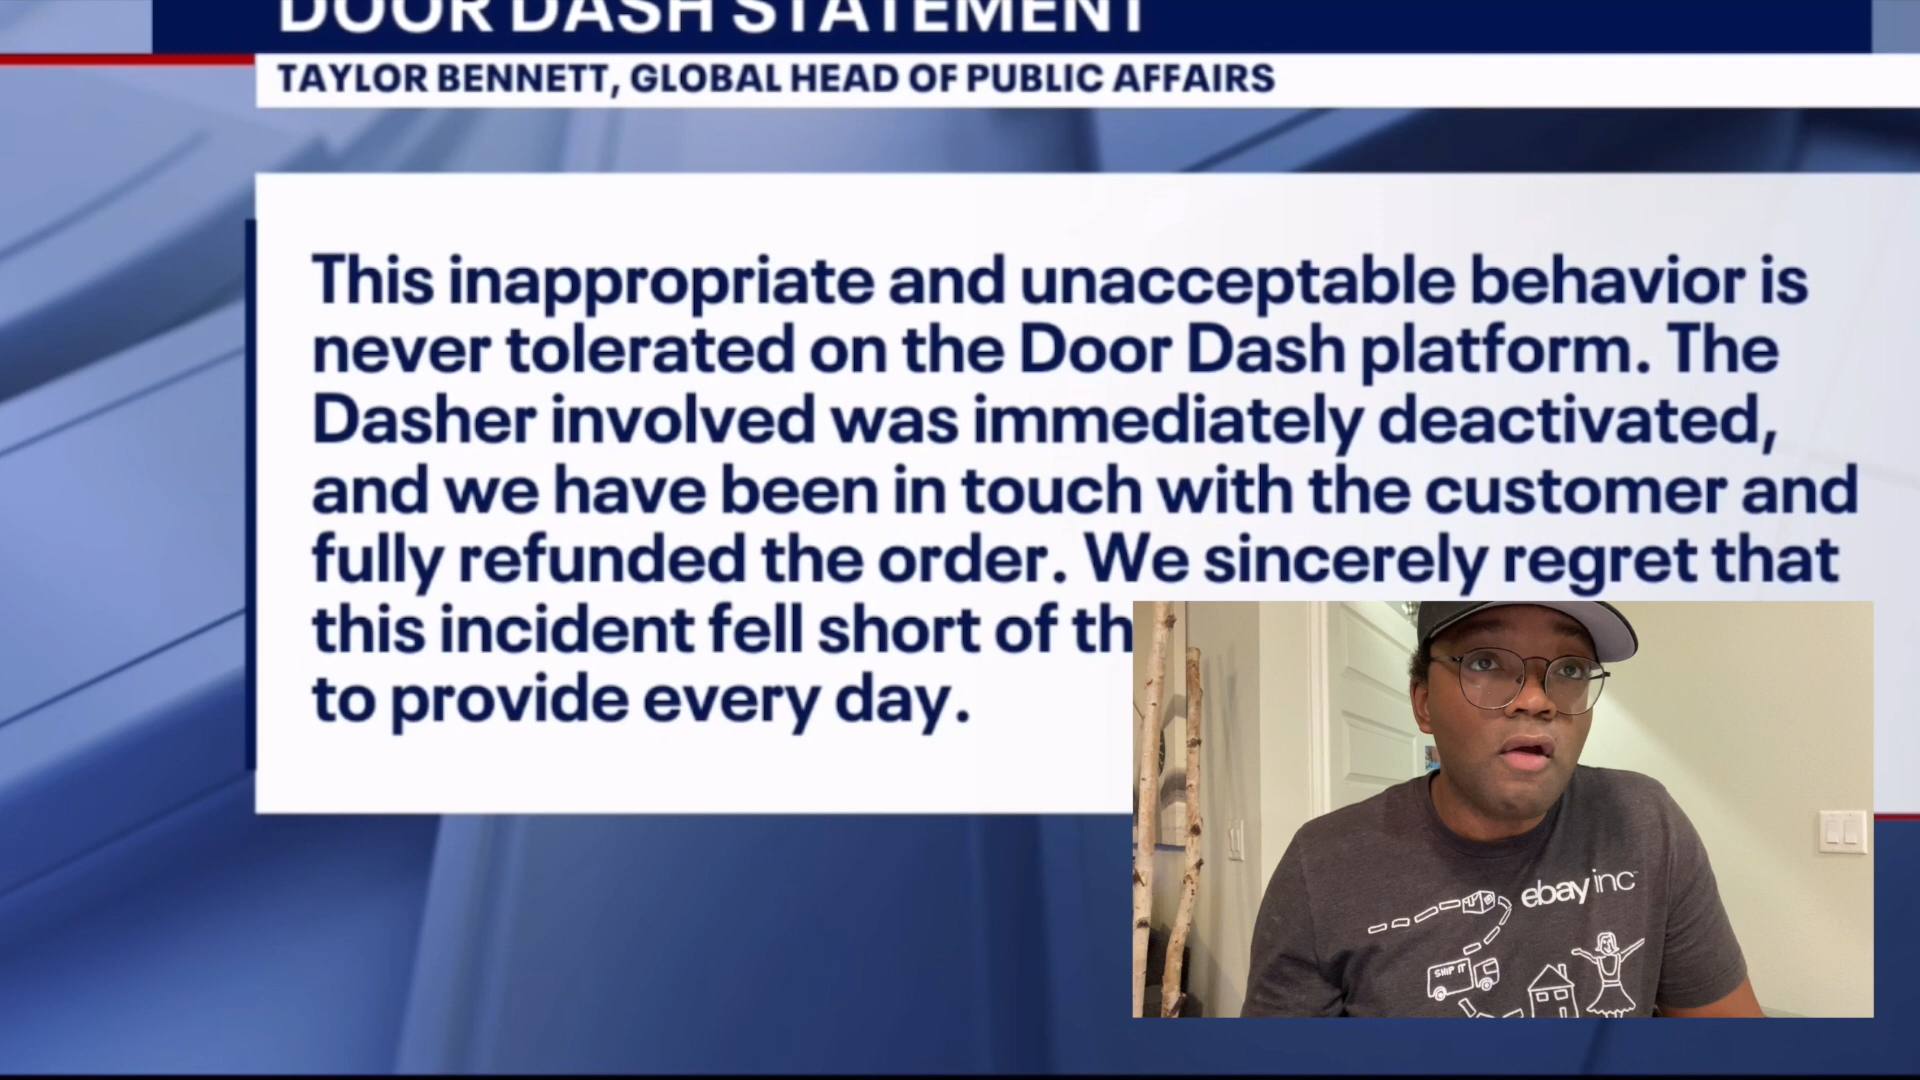 DOOR DASH STATEMENT
TAYLOR BENNETT, GLOBAL HEAD OF PUBLIC AFFAIRS
This inappropriate and unacceptable behavior is
never tolerated on the Door Dash platform. The
Dasher involved was immediately deactivated,
and we have been in touch with the customer and
fully refunded the order. We sincerely regret that
this incident fell short of th
to provide every day.
ebay inc
SHIP IT